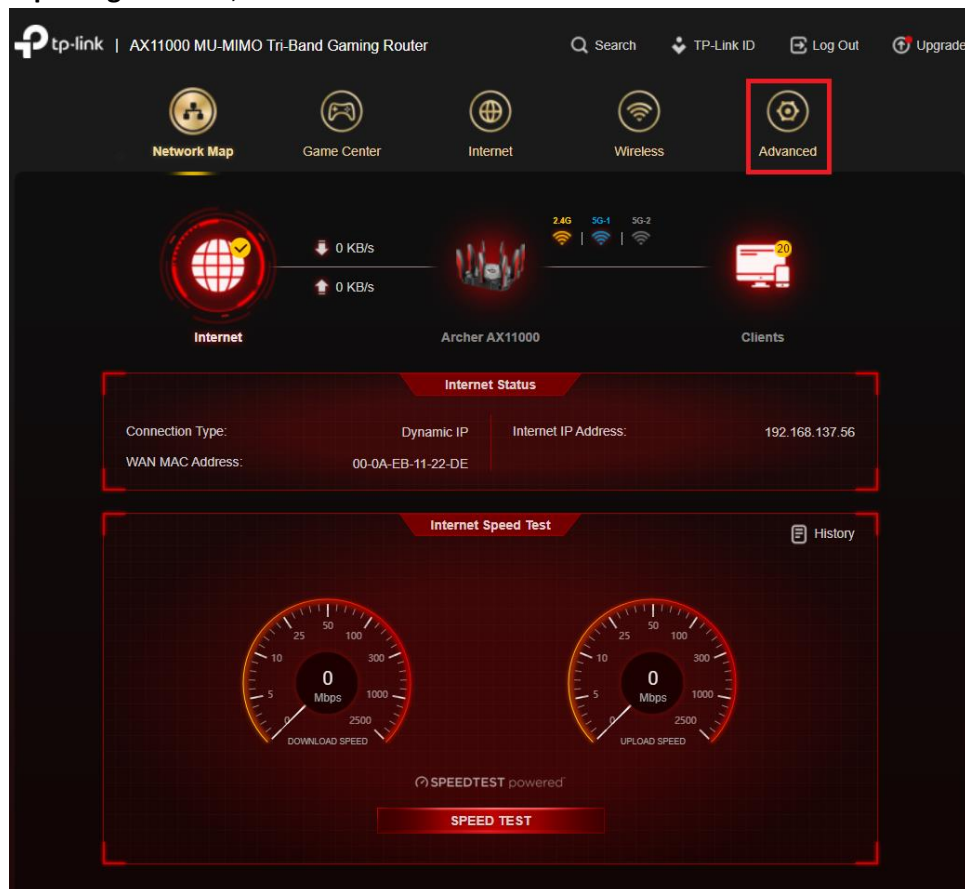 tp-link | AX11000 MU-MIMO Tri-Band Gaming Router
Search
TP-Link ID
Log Out
Upgrade
Network Map
Game Center
Internet
Wireless
Advanced
2.4G | 5G-1 | 5G-2
0 KB/s
0 KB/s
20
Internet
Archer AX11000
Clients
Internet Status
Connection Type: Dynamic IP
Internet IP Address: 192.168.137.56
WAN MAC Address: 00-0A-EB-11-22-DE
Internet Speed Test
History
0
5
10
25
50
100
300
1000
2500
0
Mbps
DOWNLOAD SPEED
0
5
10
25
50
100
300
1000
2500
0
Mbps
UPLOAD SPEED
SPEEDTEST powered
SPEED TEST